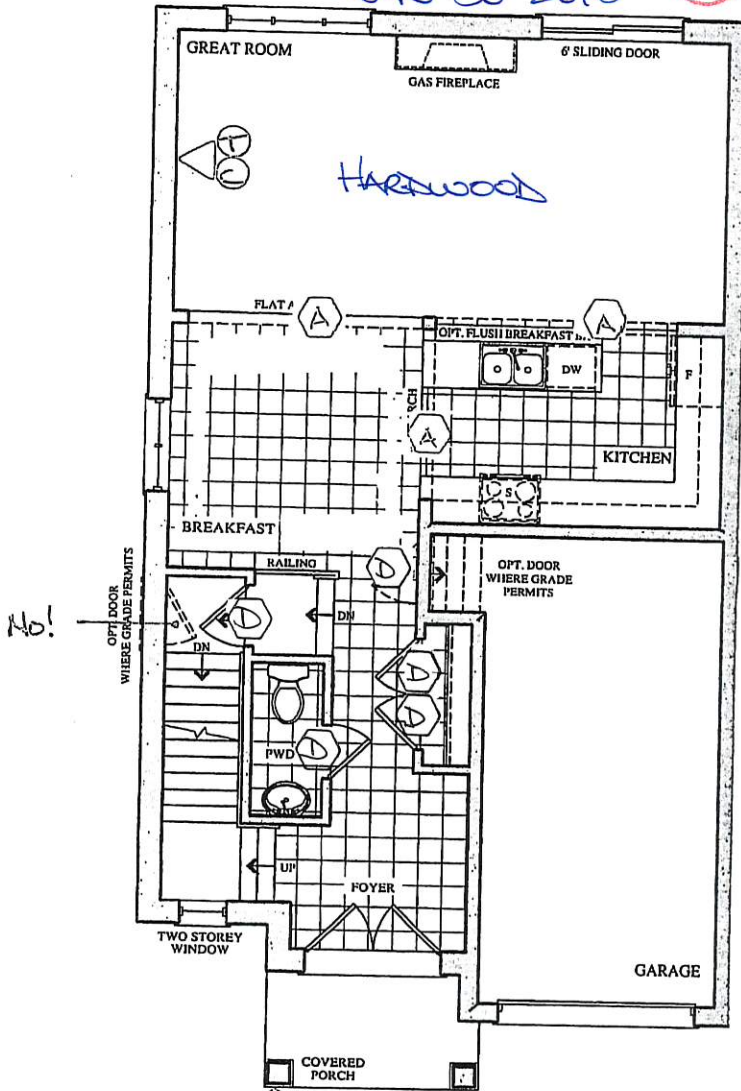 GREAT ROOM
6' SLIDING DOOR
GAS FIREPLACE
HARDWOOD
FLAT A
A
A
OPT. FLUSH BREAKFAST
DW
F
A
KITCHEN
S
BREAKFAST
RAILING
OPT. DOOR
WHERE GRADE
PERMITS
OPT. DOOR
WHERE GRADE PERMITS
No!
DN
DN
PWD
UP
FOYER
TWO STOREY
WINDOW
GARAGE
COVERED
PORCH